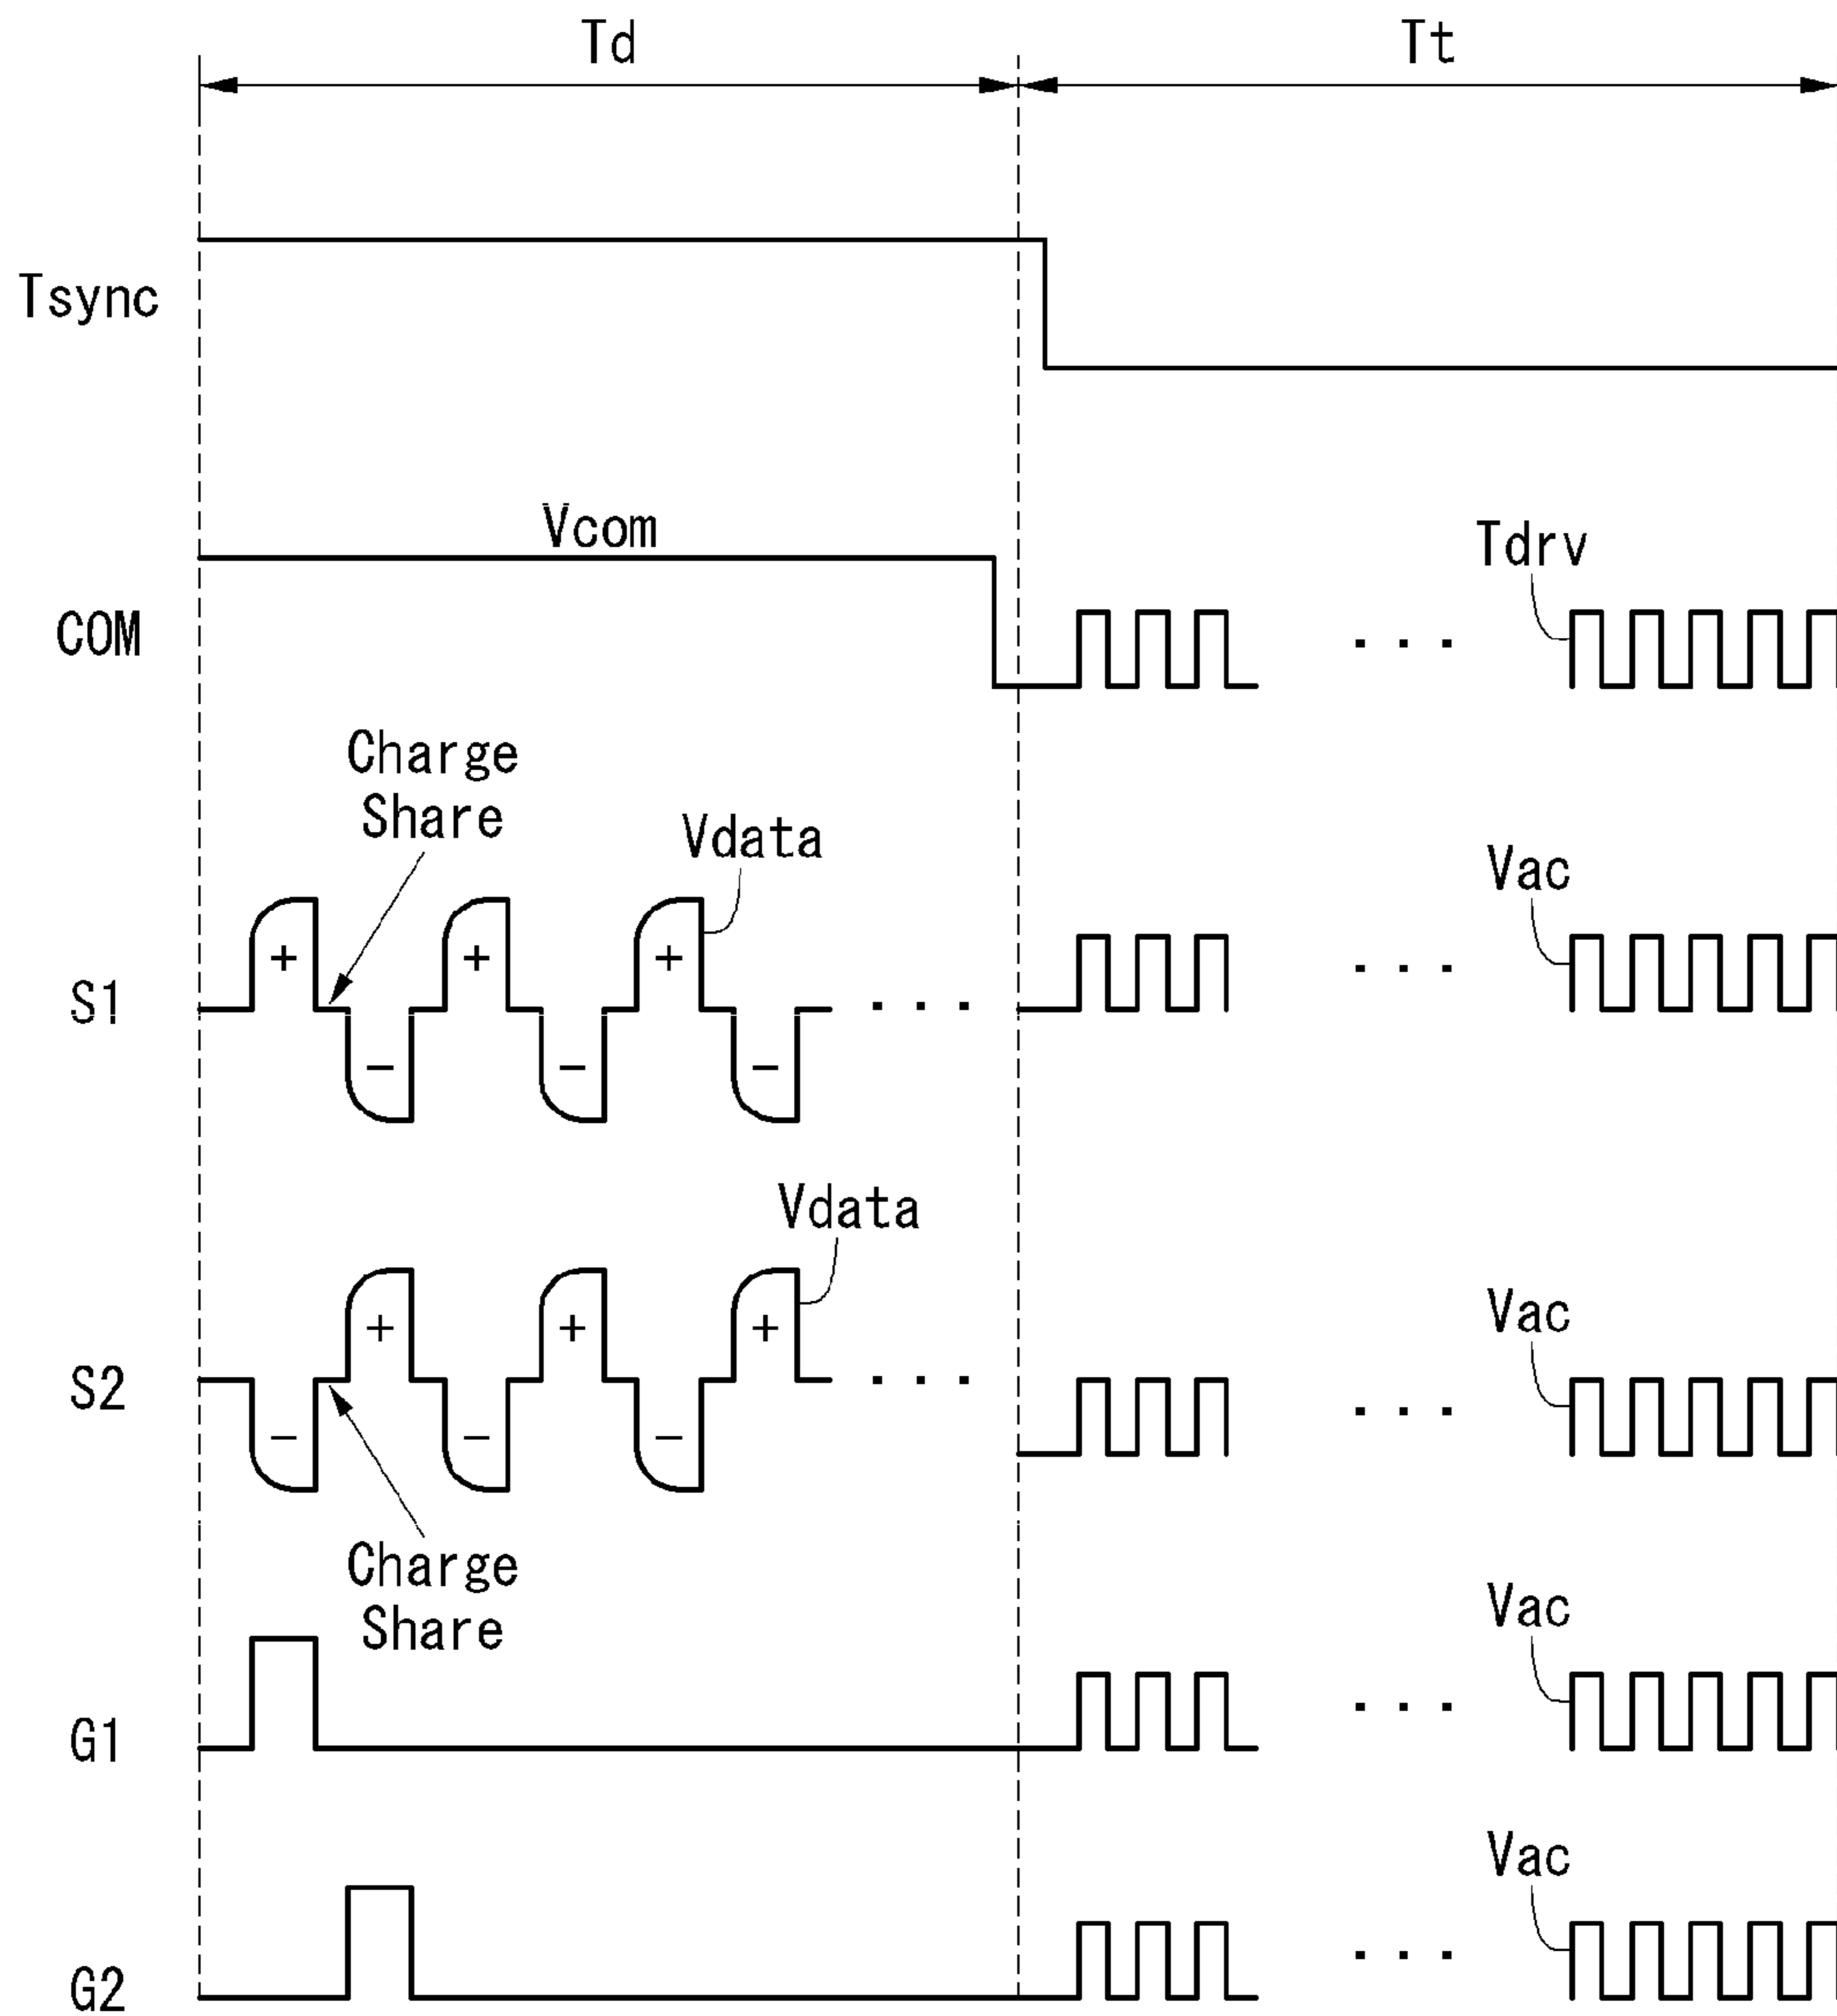 Td
Tt
Tsync
Vcom
Tdrv
COM
Charge
Share
Vdata
Vac
+
+
+
S1
...
...
−
−
−
Vdata
Vac
+
+
+
S2
...
...
−
−
−
Charge
Share
Vac
G1
...
Vac
G2
...
...